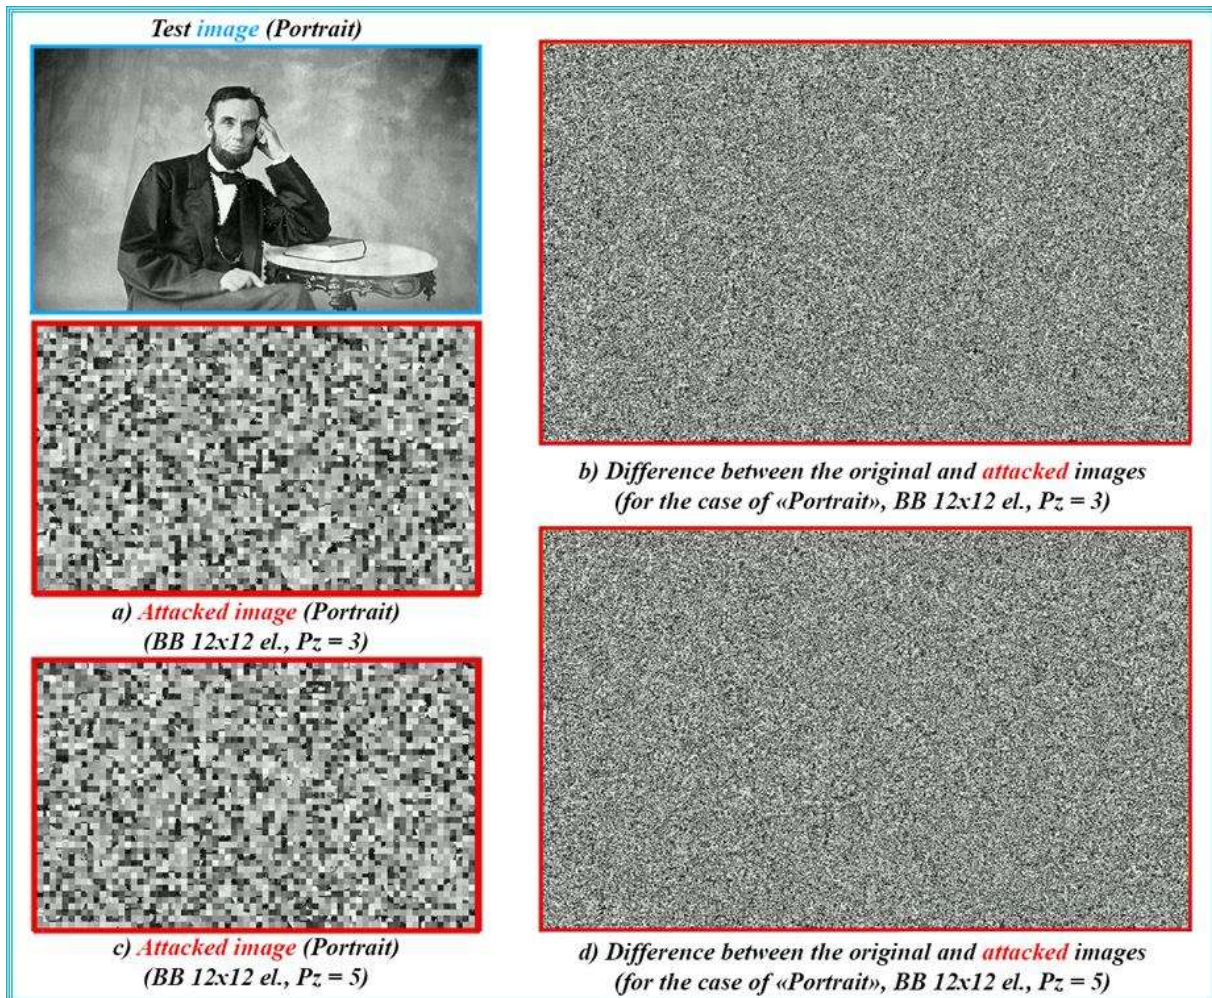 Test image (Portrait)
a) Attacked image (Portrait)
(BB 12x12 el., Pz = 3)
b) Difference between the original and attacked images
(for the case of «Portrait», BB 12x12 el., Pz = 3)
c) Attacked image (Portrait)
(BB 12x12 el., Pz = 5)
d) Difference between the original and attacked images
(for the case of «Portrait», BB 12x12 el., Pz = 5)